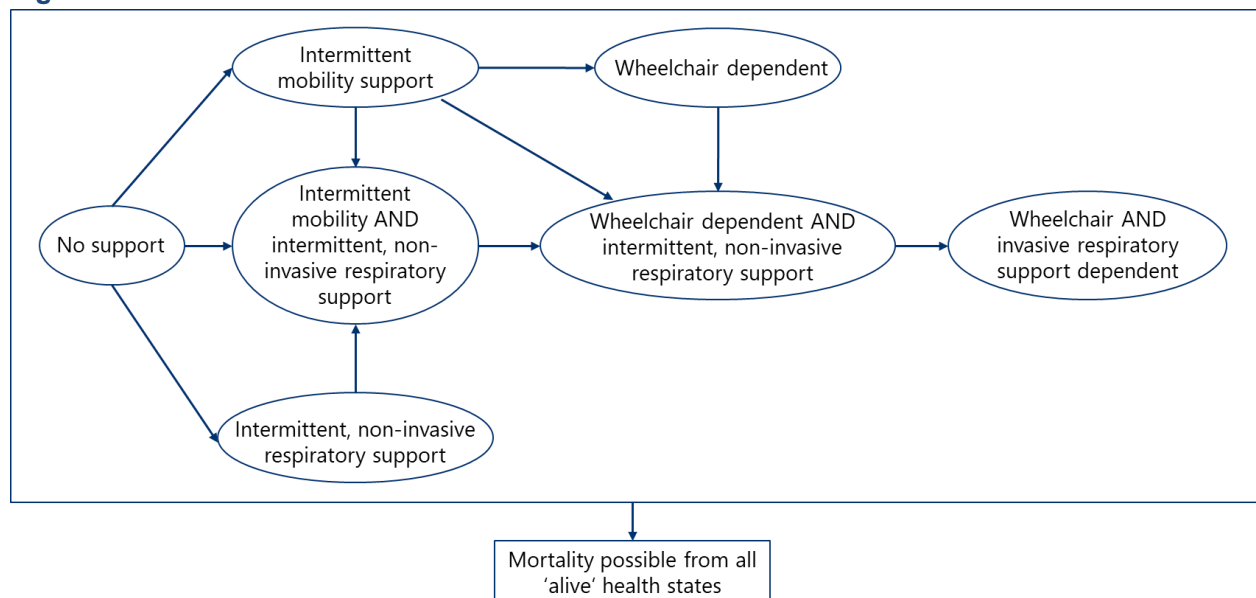 Intermittent
mobility support
Wheelchair dependent
No support
Intermittent
mobility AND
intermittent, non-
invasive respiratory
support
Wheelchair dependent AND
intermittent, non-invasive
respiratory support
Wheelchair AND
invasive respiratory
support dependent
Intermittent, non-invasive
respiratory support
Mortality possible from all
‘alive’ health states